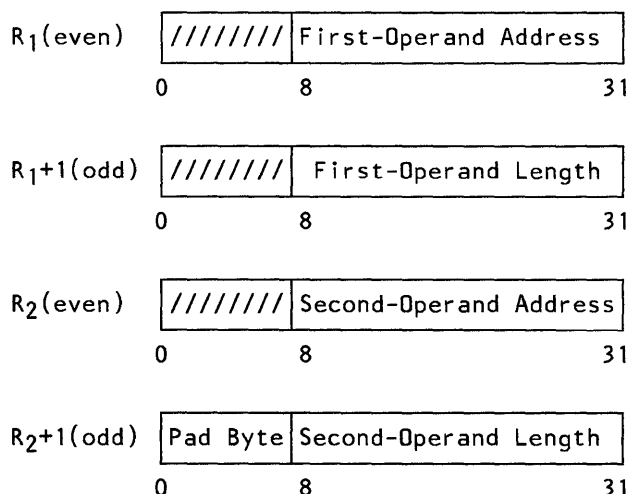 R₁(even) //////// First-Operand Address
0 8 31
R₁+1(odd) //////// First-Operand Length
0 8 31
R₂(even) //////// Second-Operand Address
0 8 31
R₂+1(odd) Pad Byte Second-Operand Length
0 8 31